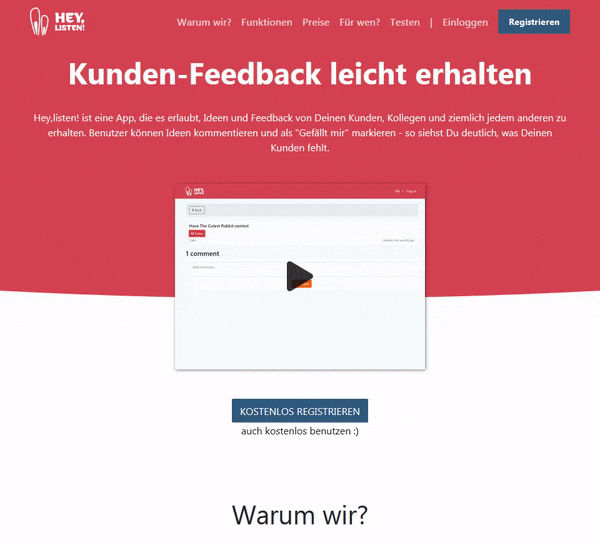 HEY,
LISTEN!
Warum wir? Funktionen Preise Für wen? Testen | Einloggen Registrieren
Kunden-Feedback leicht erhalten
Hey,listen! ist eine App, die es erlaubt, Ideen und Feedback von Deinen Kunden, Kollegen und ziemlich jedem anderen zu
erhalten. Benutzer können Ideen kommentieren und als "Gefällt mir" markieren - so siehst Du deutlich, was Deinen
Kunden fehlt.
HEY,
LISTEN!
Back
Have The Cutest Rabbit contest
1 comment
KOSTENLOS REGISTRIEREN
auch kostenlos benutzen :)
Warum wir?